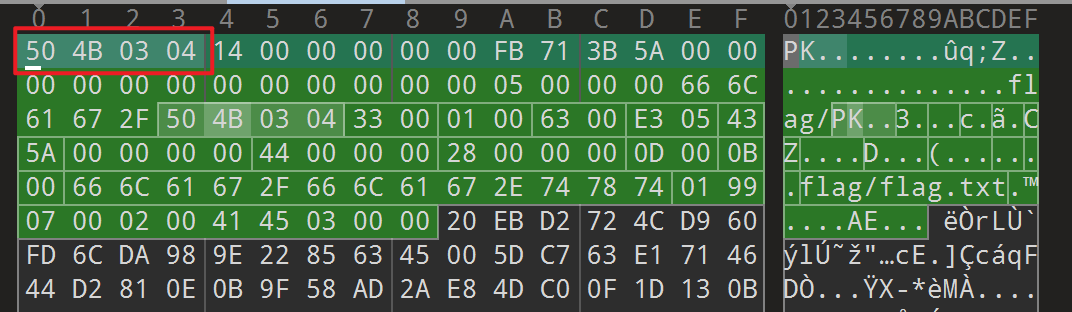 0 1 2 3 4 5 6 7 8 9 A B C D E F 0123456789ABCDEF
50 4B 03 04 14 00 00 00 00 00 FB 71 3B 5A 00 00 PK........ûq;Z..
00 00 00 00 00 00 00 00 00 00 05 00 00 00 66 6C ..............fl
61 67 2F 50 4B 03 04 33 00 01 00 63 00 E3 05 43 ag/PK..3...c.ã.C
5A 00 00 00 00 44 00 00 00 28 00 00 00 0D 00 0B Z....D...(......
00 66 6C 61 67 2F 66 6C 61 67 2E 74 78 74 01 99 .flag/flag.txt.™
07 00 02 00 41 45 03 00 00 20 EB D2 72 4C D9 60 ....AE... ëÒrLÙ`
FD 6C DA 98 9E 22 85 63 45 00 5D C7 63 E1 71 46 ýlÚ˜ž"…cE.]ÇcáqF
44 D2 81 0E 0B 9F 58 AD 2A E8 4D C0 0F 1D 13 0B DÒ...ŸX-*èMÀ....